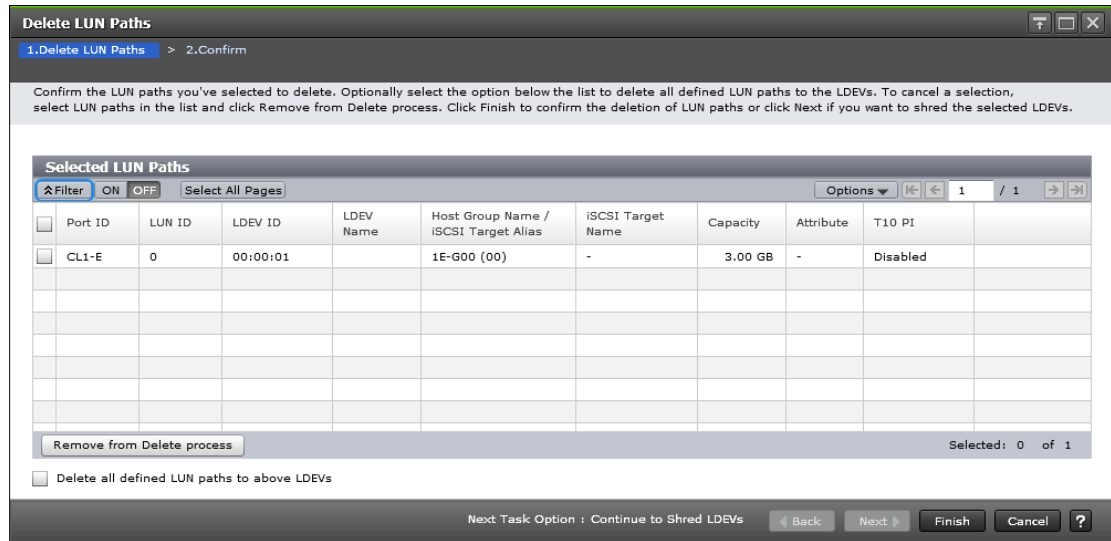 Delete LUN Paths
1.Delete LUN Paths > 2.Confirm
Confirm the LUN paths you've selected to delete. Optionally select the option below the list to delete all defined LUN paths to the LDEVs. To cancel a selection,
select LUN paths in the list and click Remove from Delete process. Click Finish to confirm the deletion of LUN paths or click Next if you want to shred the selected LDEVs.
Selected LUN Paths
Filter ON OFF Select All Pages Options 1 / 1
Port ID LUN ID LDEV ID LDEV Name Host Group Name / iSCSI Target Alias iSCSI Target Name Capacity Attribute T10 PI
CL1-E 0 00:00:01 1E-G00 (00) - 3.00 GB - Disabled
Remove from Delete process Selected: 0 of 1
Delete all defined LUN paths to above LDEVs
Next Task Option : Continue to Shred LDEVs Back Next Finish Cancel ?